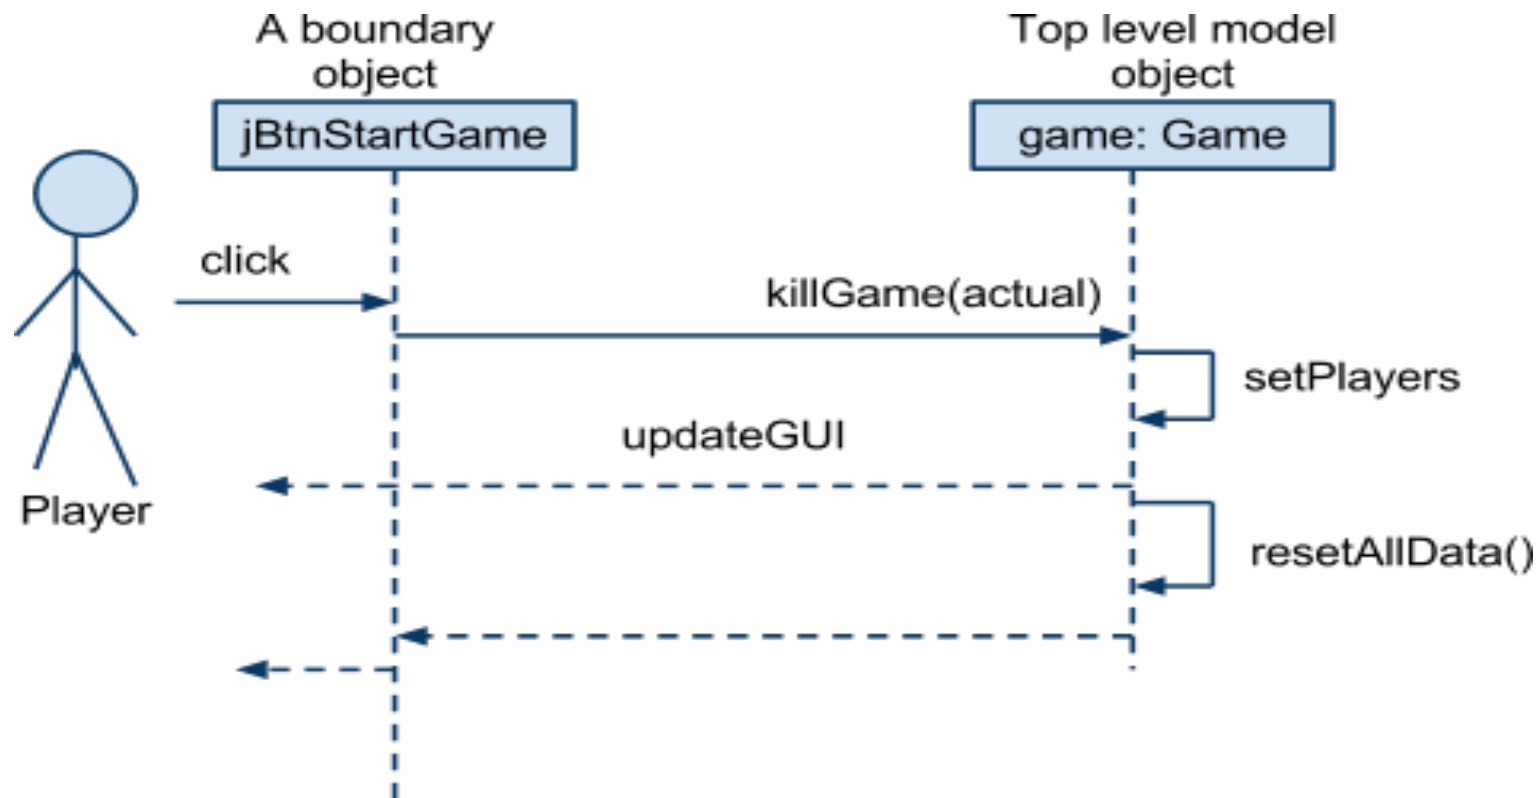 A boundary
object
Top level model
object
jBtnStartGame
game: Game
click
killGame(actual)
setPlayers
updateGUI
Player
resetAllData()